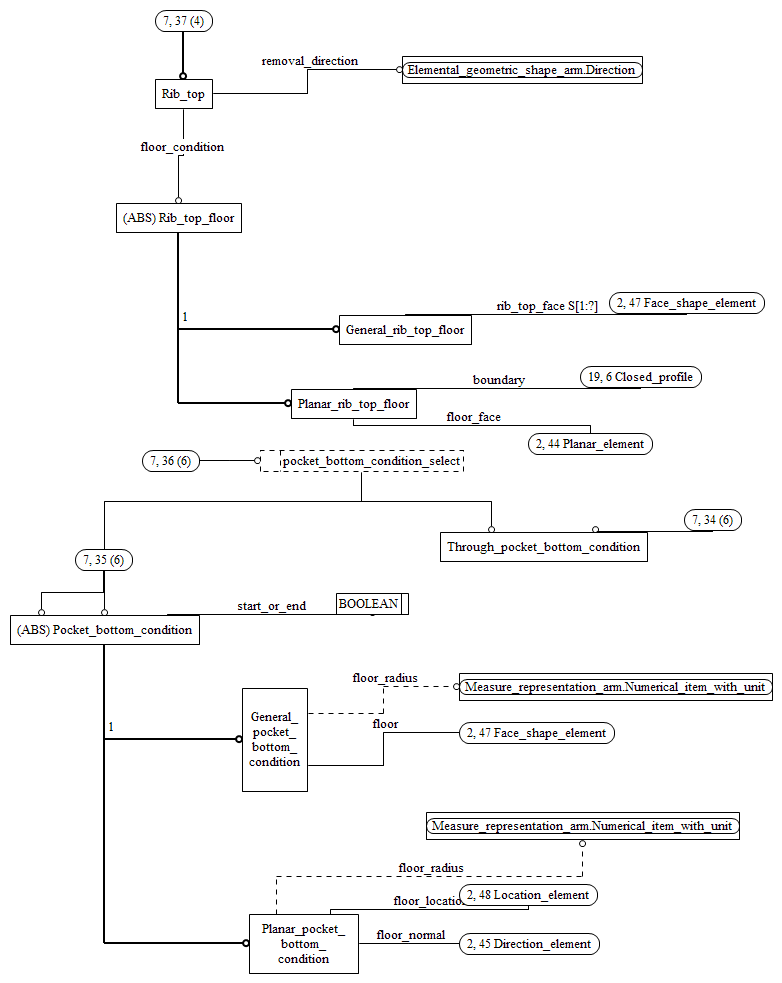 7, 37 (4)
removal_direction
Elemental_geometric_shape_arm.Direction
Rib_top
floor_condition
(ABS) Rib_top_floor
rib_top_face S[1:?]
2, 47 Face_shape_element
1
General_rib_top_floor
boundary
19, 6 Closed_profile
Planar_rib_top_floor
floor_face
2, 44 Planar_element
7, 36 (6)
pocket_bottom_condition_select
7, 34 (6)
Through_pocket_bottom_condition
7, 35 (6)
start_or_end
BOOLEAN
(ABS) Pocket_bottom_condition
floor_radius
Measure_representation_arm.Numerical_item_with_unit
General_
pocket_
bottom_
condition
floor
2, 47 Face_shape_element
1
Measure_representation_arm.Numerical_item_with_unit
floor_radius
floor_locatio
2, 48 Location_element
Planar_pocket_
bottom_
condition
floor_normal
2, 45 Direction_element